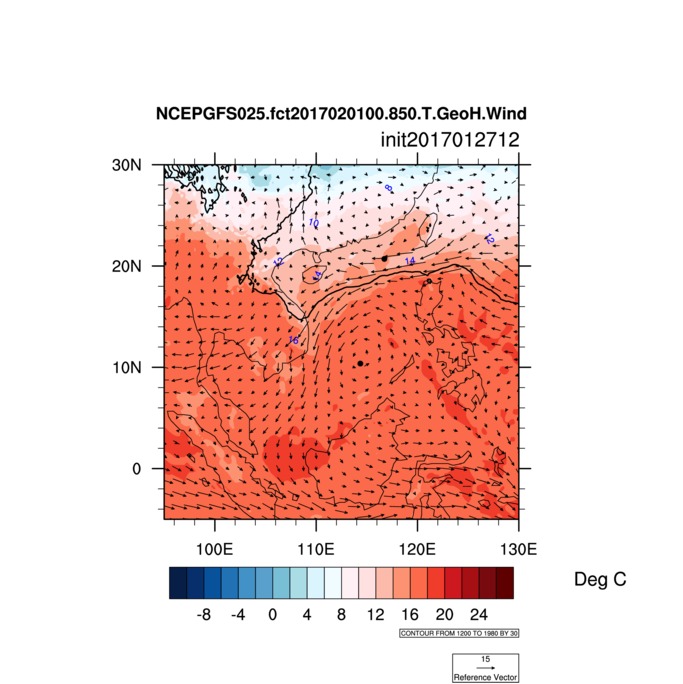 NCEPGFS025.fct2017020100.850.T.GeoH.Wind
init2017012712
30N
8
10
12
12
20N
14
14
16
10N
0
100E 110E 120E 130E
Deg C
-8 -4 0 4 8 12 16 20 24
CONTOUR FROM 1200 TO 1980 BY 30
15
Reference Vector